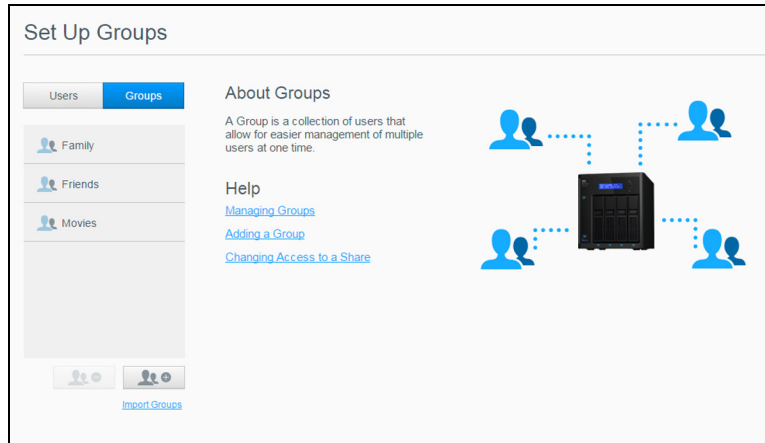 Set Up Groups
Users
Groups
Family
Friends
Movies
Import Groups
About Groups
A Group is a collection of users that
allow for easier management of multiple
users at one time.
Help
Managing Groups
Adding a Group
Changing Access to a Share